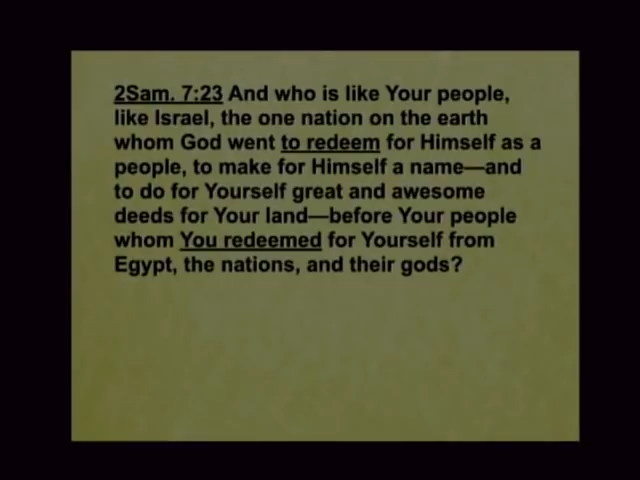 2Sam. 7:23 And who is like Your people,
like Israel, the one nation on the earth
whom God went to redeem for Himself as a
people, to make for Himself a name—and
to do for Yourself great and awesome
deeds for Your land—before Your people
whom You redeemed for Yourself from
Egypt, the nations, and their gods?